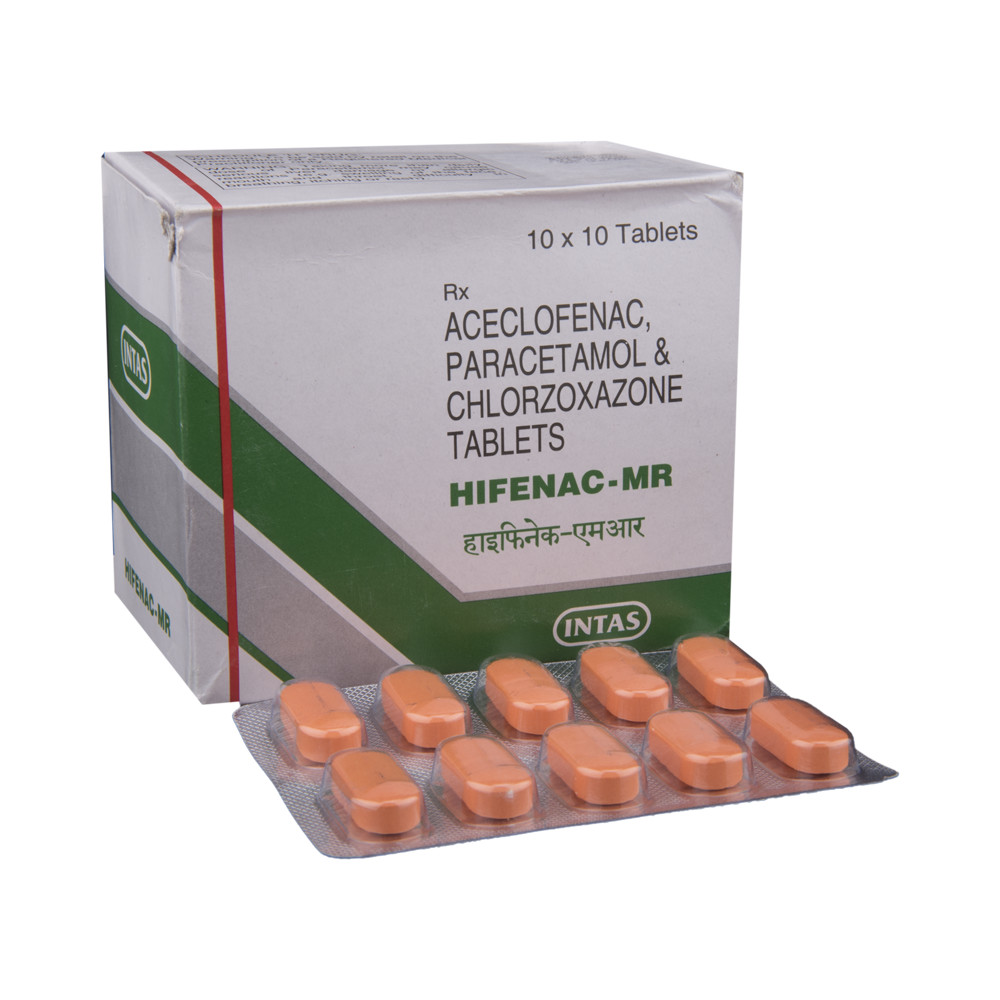 10 x 10 Tablets
Rx
ACECLOFENAC,
PARACETAMOL &
CHLORZOXAZONE
TABLETS
HIFENAC-MR
हाइफिनेक-एमआर
INTAS
INTAS
HIFENAC-MR